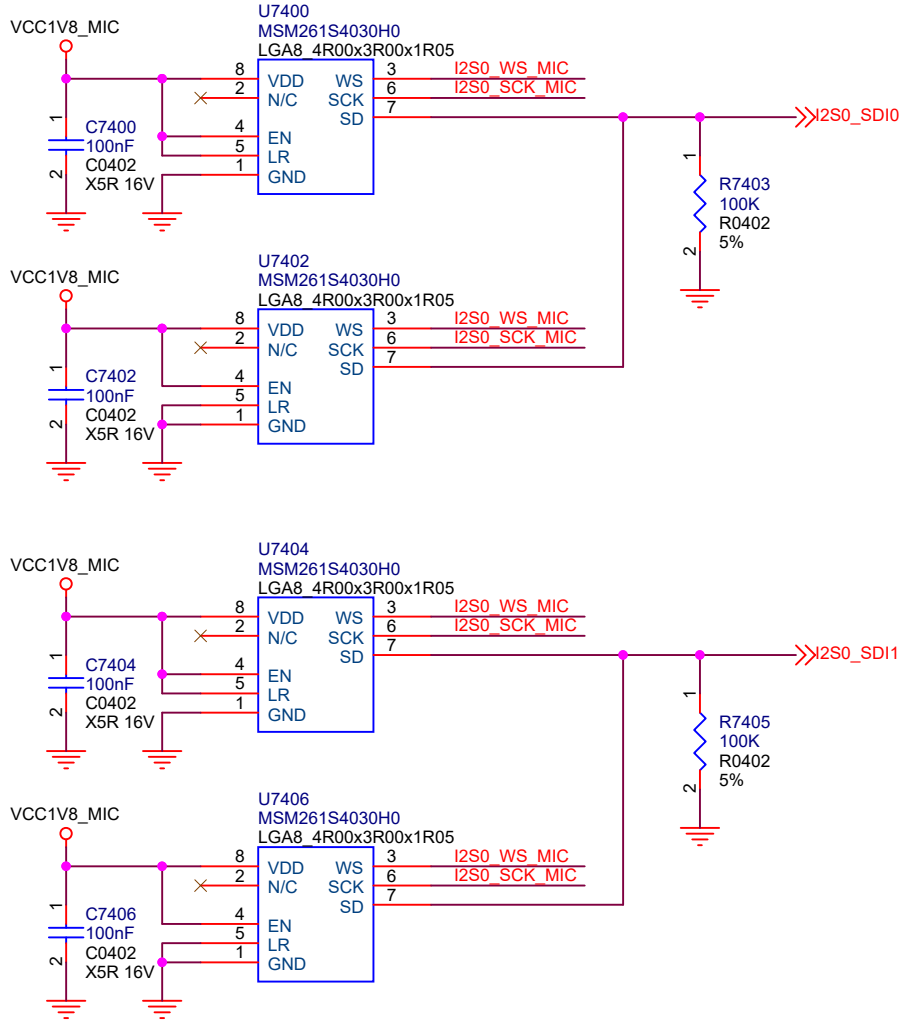 VCC1V8_MIC
U7400
MSM261S4030H0
LGA8_4R00x3R00x1R05
8 VDD WS 3 I2S0_WS_MIC
2 N/C SCK 6 I2S0_SCK_MIC
SD 7 I2S0_SDI0
4 EN
5 LR
1 GND
1
C7400
100nF
C0402
X5R 16V
2
1
R7403
100K
R0402
5%
2
VCC1V8_MIC
U7402
MSM261S4030H0
LGA8_4R00x3R00x1R05
8 VDD WS 3 I2S0_WS_MIC
2 N/C SCK 6 I2S0_SCK_MIC
SD 7
4 EN
5 LR
1 GND
1
C7402
100nF
C0402
X5R 16V
2
VCC1V8_MIC
U7404
MSM261S4030H0
LGA8_4R00x3R00x1R05
8 VDD WS 3 I2S0_WS_MIC
2 N/C SCK 6 I2S0_SCK_MIC
SD 7 I2S0_SDI1
4 EN
5 LR
1 GND
1
C7404
100nF
C0402
X5R 16V
2
1
R7405
100K
R0402
5%
2
VCC1V8_MIC
U7406
MSM261S4030H0
LGA8_4R00x3R00x1R05
8 VDD WS 3 I2S0_WS_MIC
2 N/C SCK 6 I2S0_SCK_MIC
SD 7
4 EN
5 LR
1 GND
1
C7406
100nF
C0402
X5R 16V
2